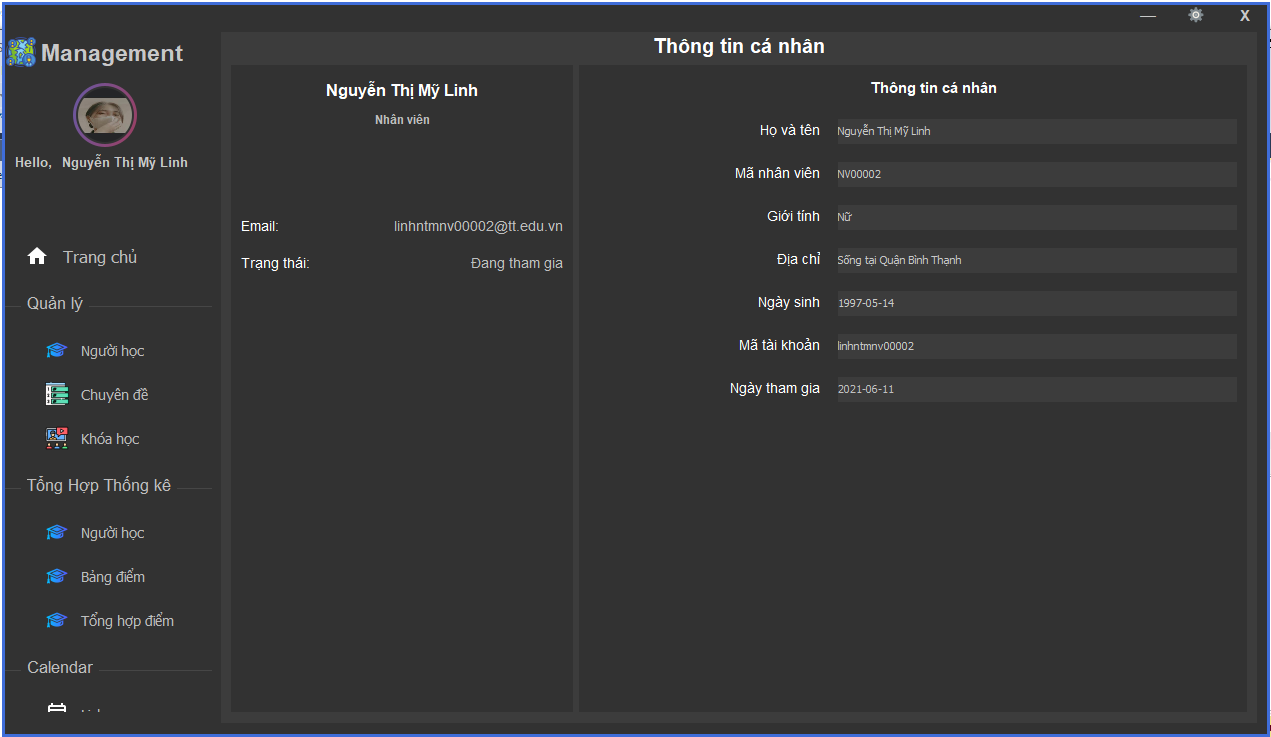 — X
Management
Hello, Nguyễn Thị Mỹ Linh
Trang chủ
Quản lý
Người học
Chuyên đề
Khóa học
Tổng Hợp Thống kê
Người học
Bảng điểm
Tổng hợp điểm
Calendar
Thông tin cá nhân
Nguyễn Thị Mỹ Linh
Nhân viên
Email: linhntmnv00002@tt.edu.vn
Trạng thái: Đang tham gia
Thông tin cá nhân
Họ và tên Nguyễn Thị Mỹ Linh
Mã nhân viên NV00002
Giới tính Nữ
Địa chỉ Sống tại Quận Bình Thạnh
Ngày sinh 1997-05-14
Mã tài khoản linhntmnv00002
Ngày tham gia 2021-06-11